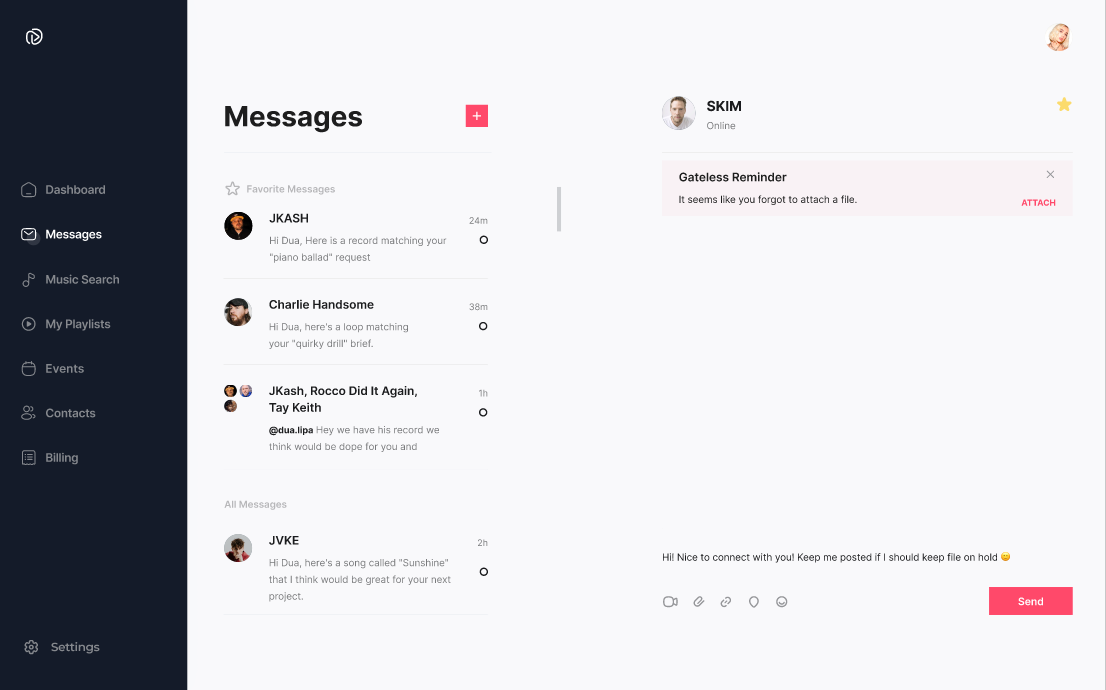 Dashboard
Messages
Music Search
My Playlists
Events
Contacts
Billing
Settings
Messages
+
Favorite Messages
JKASH
24m
Hi Dua, Here is a record matching your
"piano ballad" request
Charlie Handsome
38m
Hi Dua, here's a loop matching
your "quirky drill" brief.
JKash, Rocco Did It Again,
1h
Tay Keith
@dua.lipa Hey we have his record we
think would be dope for you and
All Messages
JVKE
2h
Hi Dua, here's a song called "Sunshine"
that I think would be great for your next
project.
SKIM
Online
Gateless Reminder
It seems like you forgot to attach a file.
ATTACH
Hi! Nice to connect with you! Keep me posted if I should keep file on hold 😄
Send